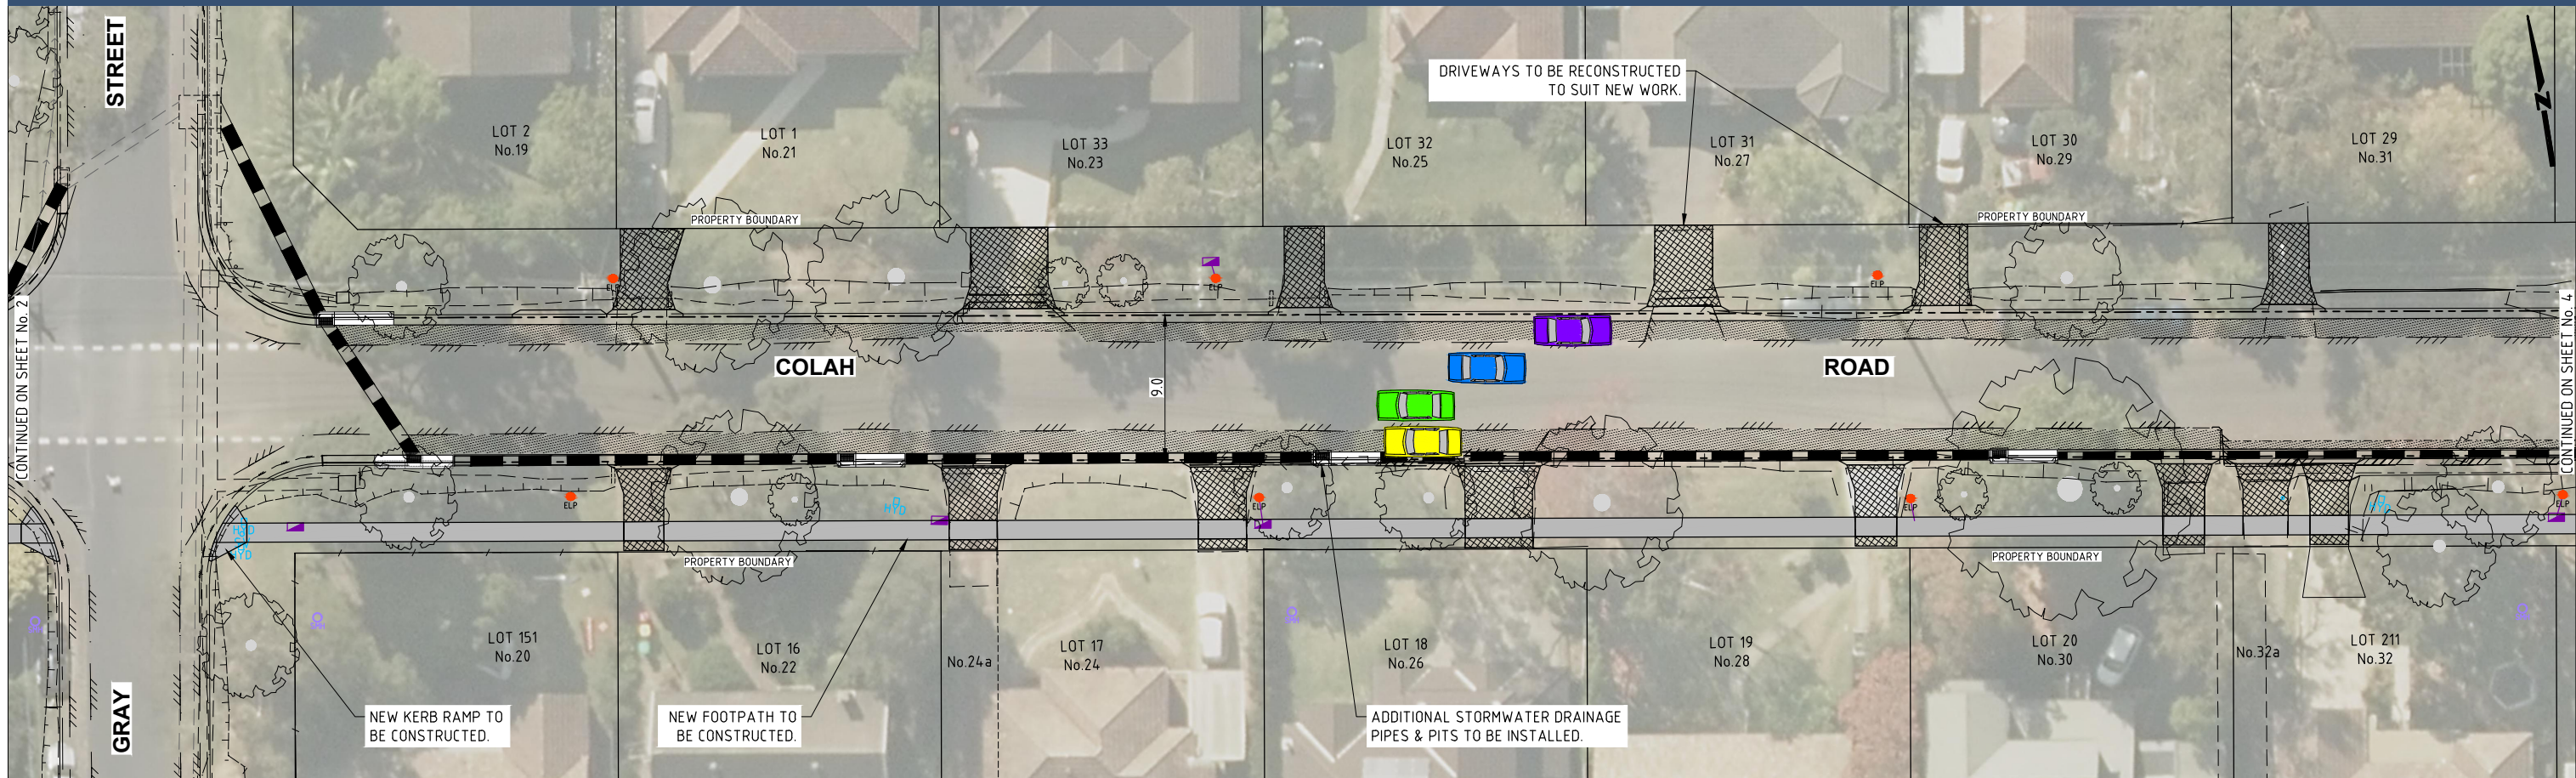 STREET
DRIVEWAYS TO BE RECONSTRUCTED
TO SUIT NEW WORK.
LOT 2
No.19
LOT 1
No.21
LOT 33
No.23
LOT 32
No.25
LOT 31
No.27
LOT 30
No.29
LOT 29
No.31
PROPERTY BOUNDARY
PROPERTY BOUNDARY
ELP
ELP
ELP
CONTINUED ON SHEET No. 2
COLAH
9.0
ROAD
CONTINUED ON SHEET No. 4
ELP
HYD
ELP
ELP
ELP
HYD
HYD
HYD
PROPERTY BOUNDARY
PROPERTY BOUNDARY
LOT 151
No.20
LOT 16
No.22
No.24a
LOT 17
No.24
LOT 18
No.26
LOT 19
No.28
LOT 20
No.30
No.32a
LOT 211
No.32
GRAY
NEW KERB RAMP TO
BE CONSTRUCTED.
NEW FOOTPATH TO
BE CONSTRUCTED.
ADDITIONAL STORMWATER DRAINAGE
PIPES & PITS TO BE INSTALLED.